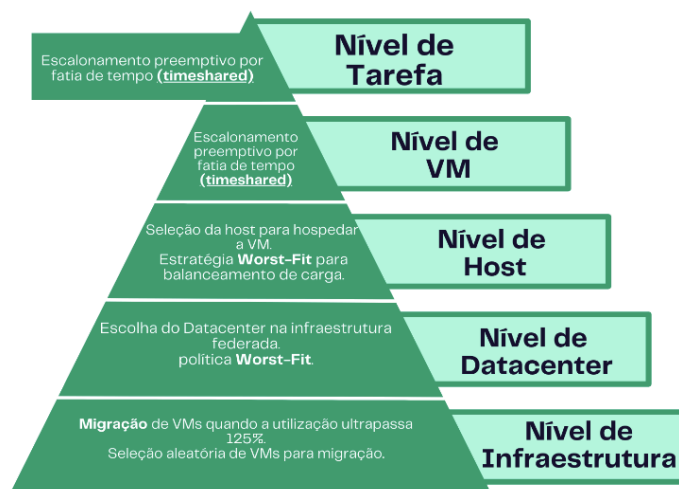 Escalonamento preemptivo por
fatia de tempo (timeshared)
Nível de
Tarefa
Escalonamento
preemptivo por
fatia de tempo
(timeshared)
Nível de
VM
Seleção da host para hospedar
a VM.
Estratégia Worst-Fit para
balanceamento de carga.
Nível de
Host
Escolha do Datacenter na infraestrutura
federada.
política Worst-Fit.
Nível de
Datacenter
Migração de VMs quando a utilização ultrapassa
125%.
Seleção aleatória de VMs para migração.
Nível de
Infraestrutura